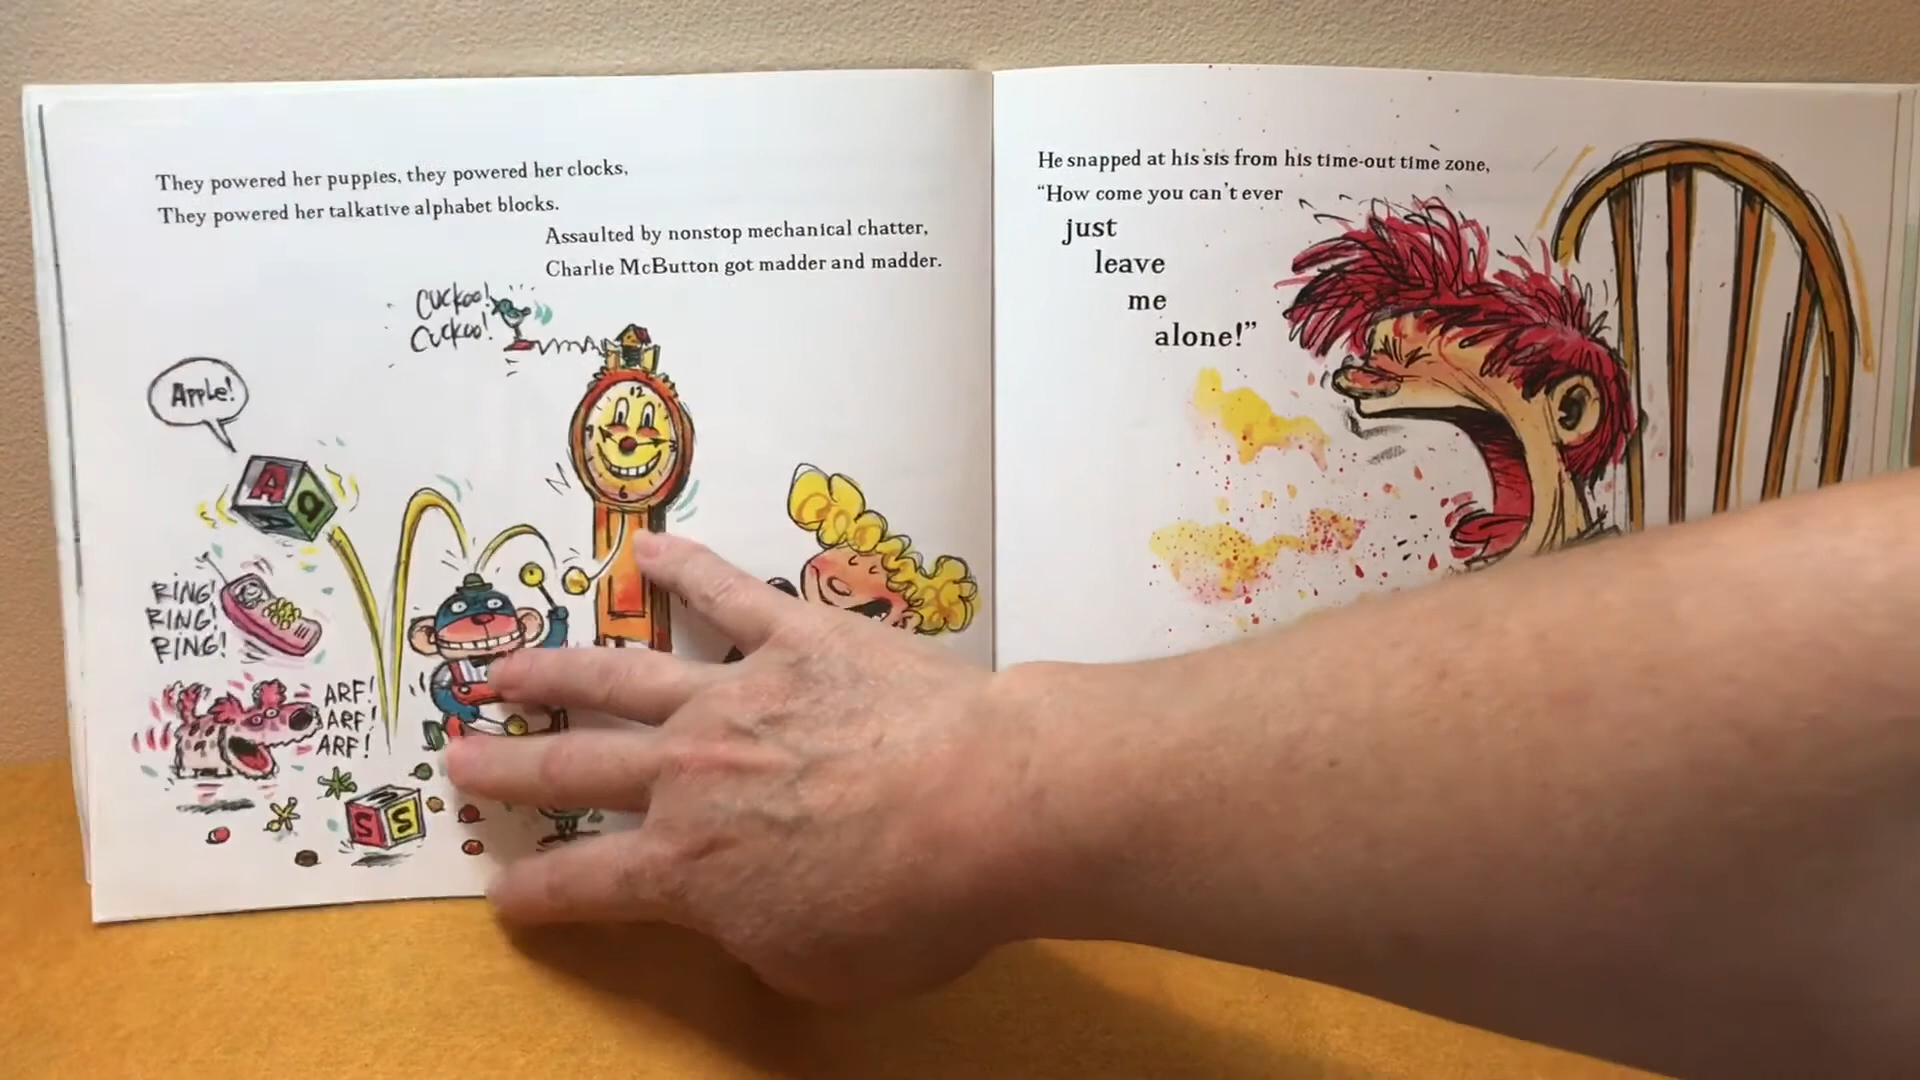 They powered her puppies, they powered her clocks,
They powered her talkative alphabet blocks.
Assaulted by nonstop mechanical chatter,
Charlie McButton got madder and madder.
Cuckoo!
Cuckoo!
Apple!
12
6
A a
RING!
RING!
RING!
ARF!
ARF!
ARF!
S S
He snapped at his sis from his time-out time zone,
“How come you can’t ever
just
leave
me
alone!”